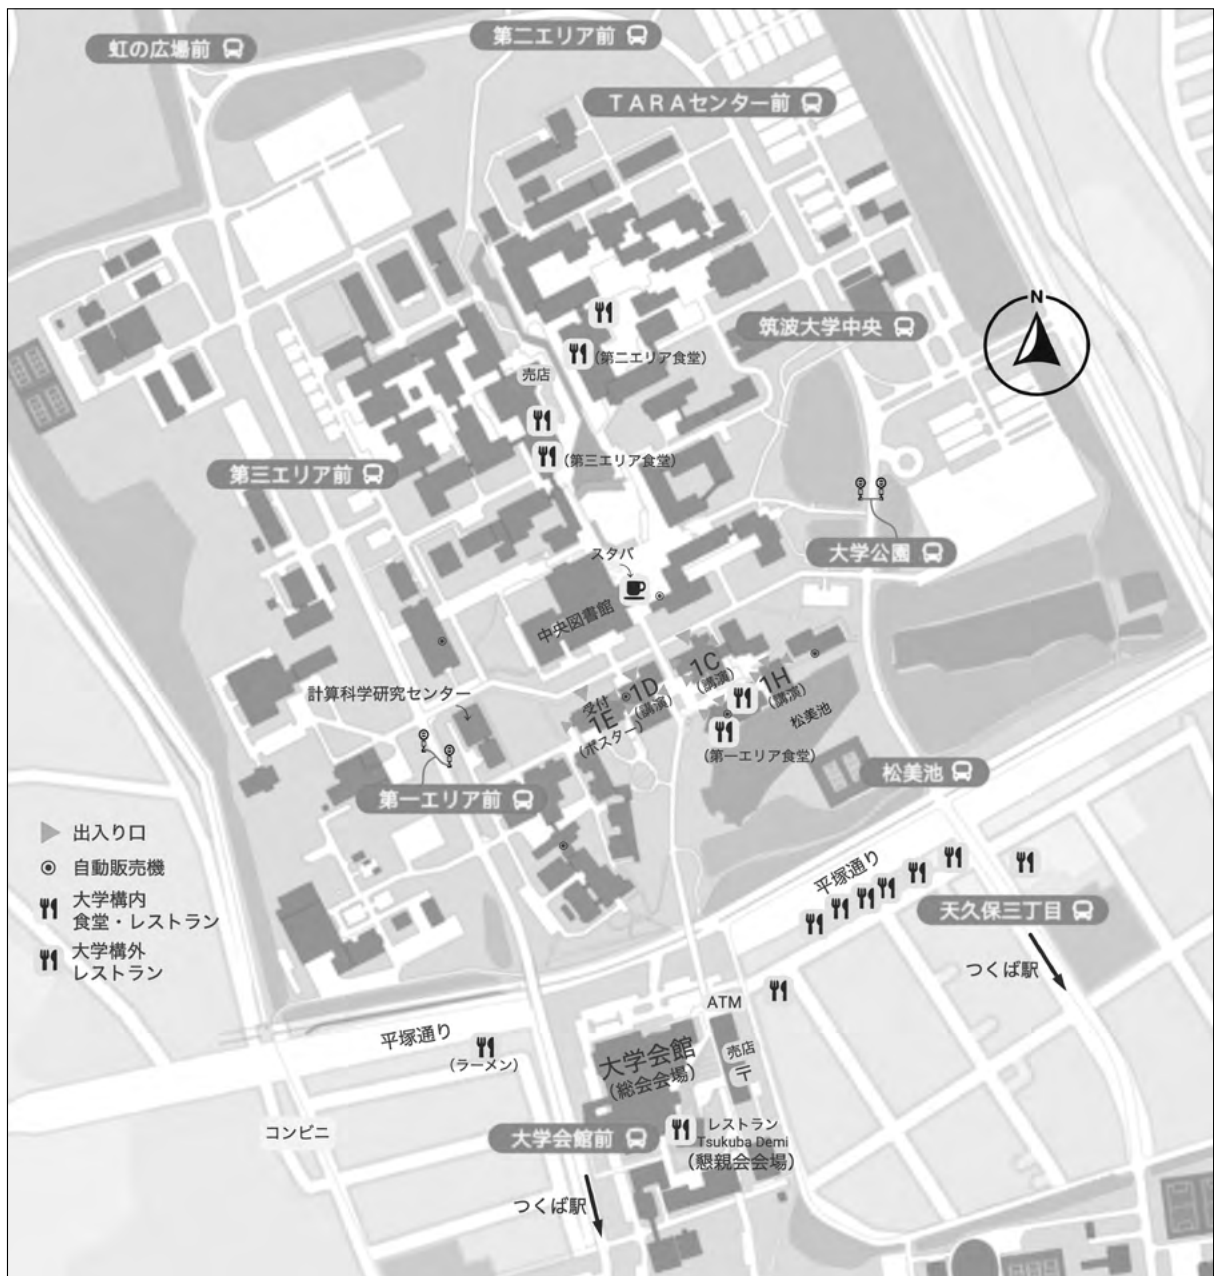 虹の広場前
第二エリア前
TARAセンター前
N
筑波大学中央
(第二エリア食堂)
売店
(第三エリア食堂)
第三エリア前
スタバ
大学公園
中央図書館
1C
(講演)
1H
(講演)
1D
(講演)
受付
1E
(ポスター)
計算科学研究センター
松美池
(第一エリア食堂)
松美池
第一エリア前
出入り口
自動販売機
大学構内
食堂・レストラン
大学構外
レストラン
平塚通り
天久保三丁目
つくば駅
ATM
平塚通り
(ラーメン)
大学会館
(総会会場)
売店
〒
コンビニ
大学会館前
レストラン
Tsukuba Demi
(懇親会会場)
つくば駅